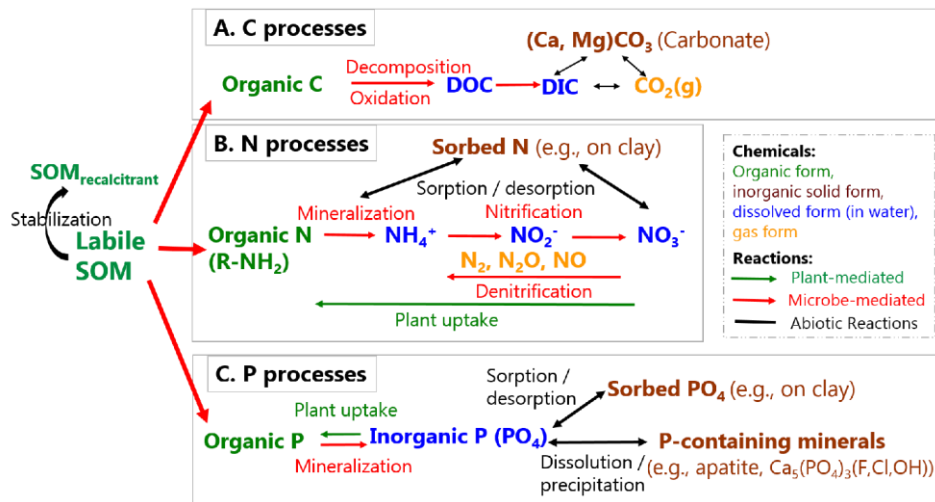 A. C processes
(Ca, Mg)CO₃ (Carbonate)
Organic C
Decomposition
Oxidation
DOC
DIC
CO₂(g)
B. N processes
Sorbed N (e.g., on clay)
Sorption / desorption
Mineralization
Nitrification
Organic N
(R-NH₂)
NH₄⁺
NO₂⁻
NO₃⁻
N₂, N₂O, NO
Denitrification
Plant uptake
SOMrecalcitrant
Stabilization
Labile
SOM
Chemicals:
Organic form,
inorganic solid form,
dissolved form (in water),
gas form
Reactions:
Plant-mediated
Microbe-mediated
Abiotic Reactions
C. P processes
Sorption /
desorption
Sorbed PO₄ (e.g., on clay)
Plant uptake
Organic P
Inorganic P (PO₄)
Mineralization
P-containing minerals
Dissolution /
precipitation
(e.g., apatite, Ca₅(PO₄)₃(F,Cl,OH))